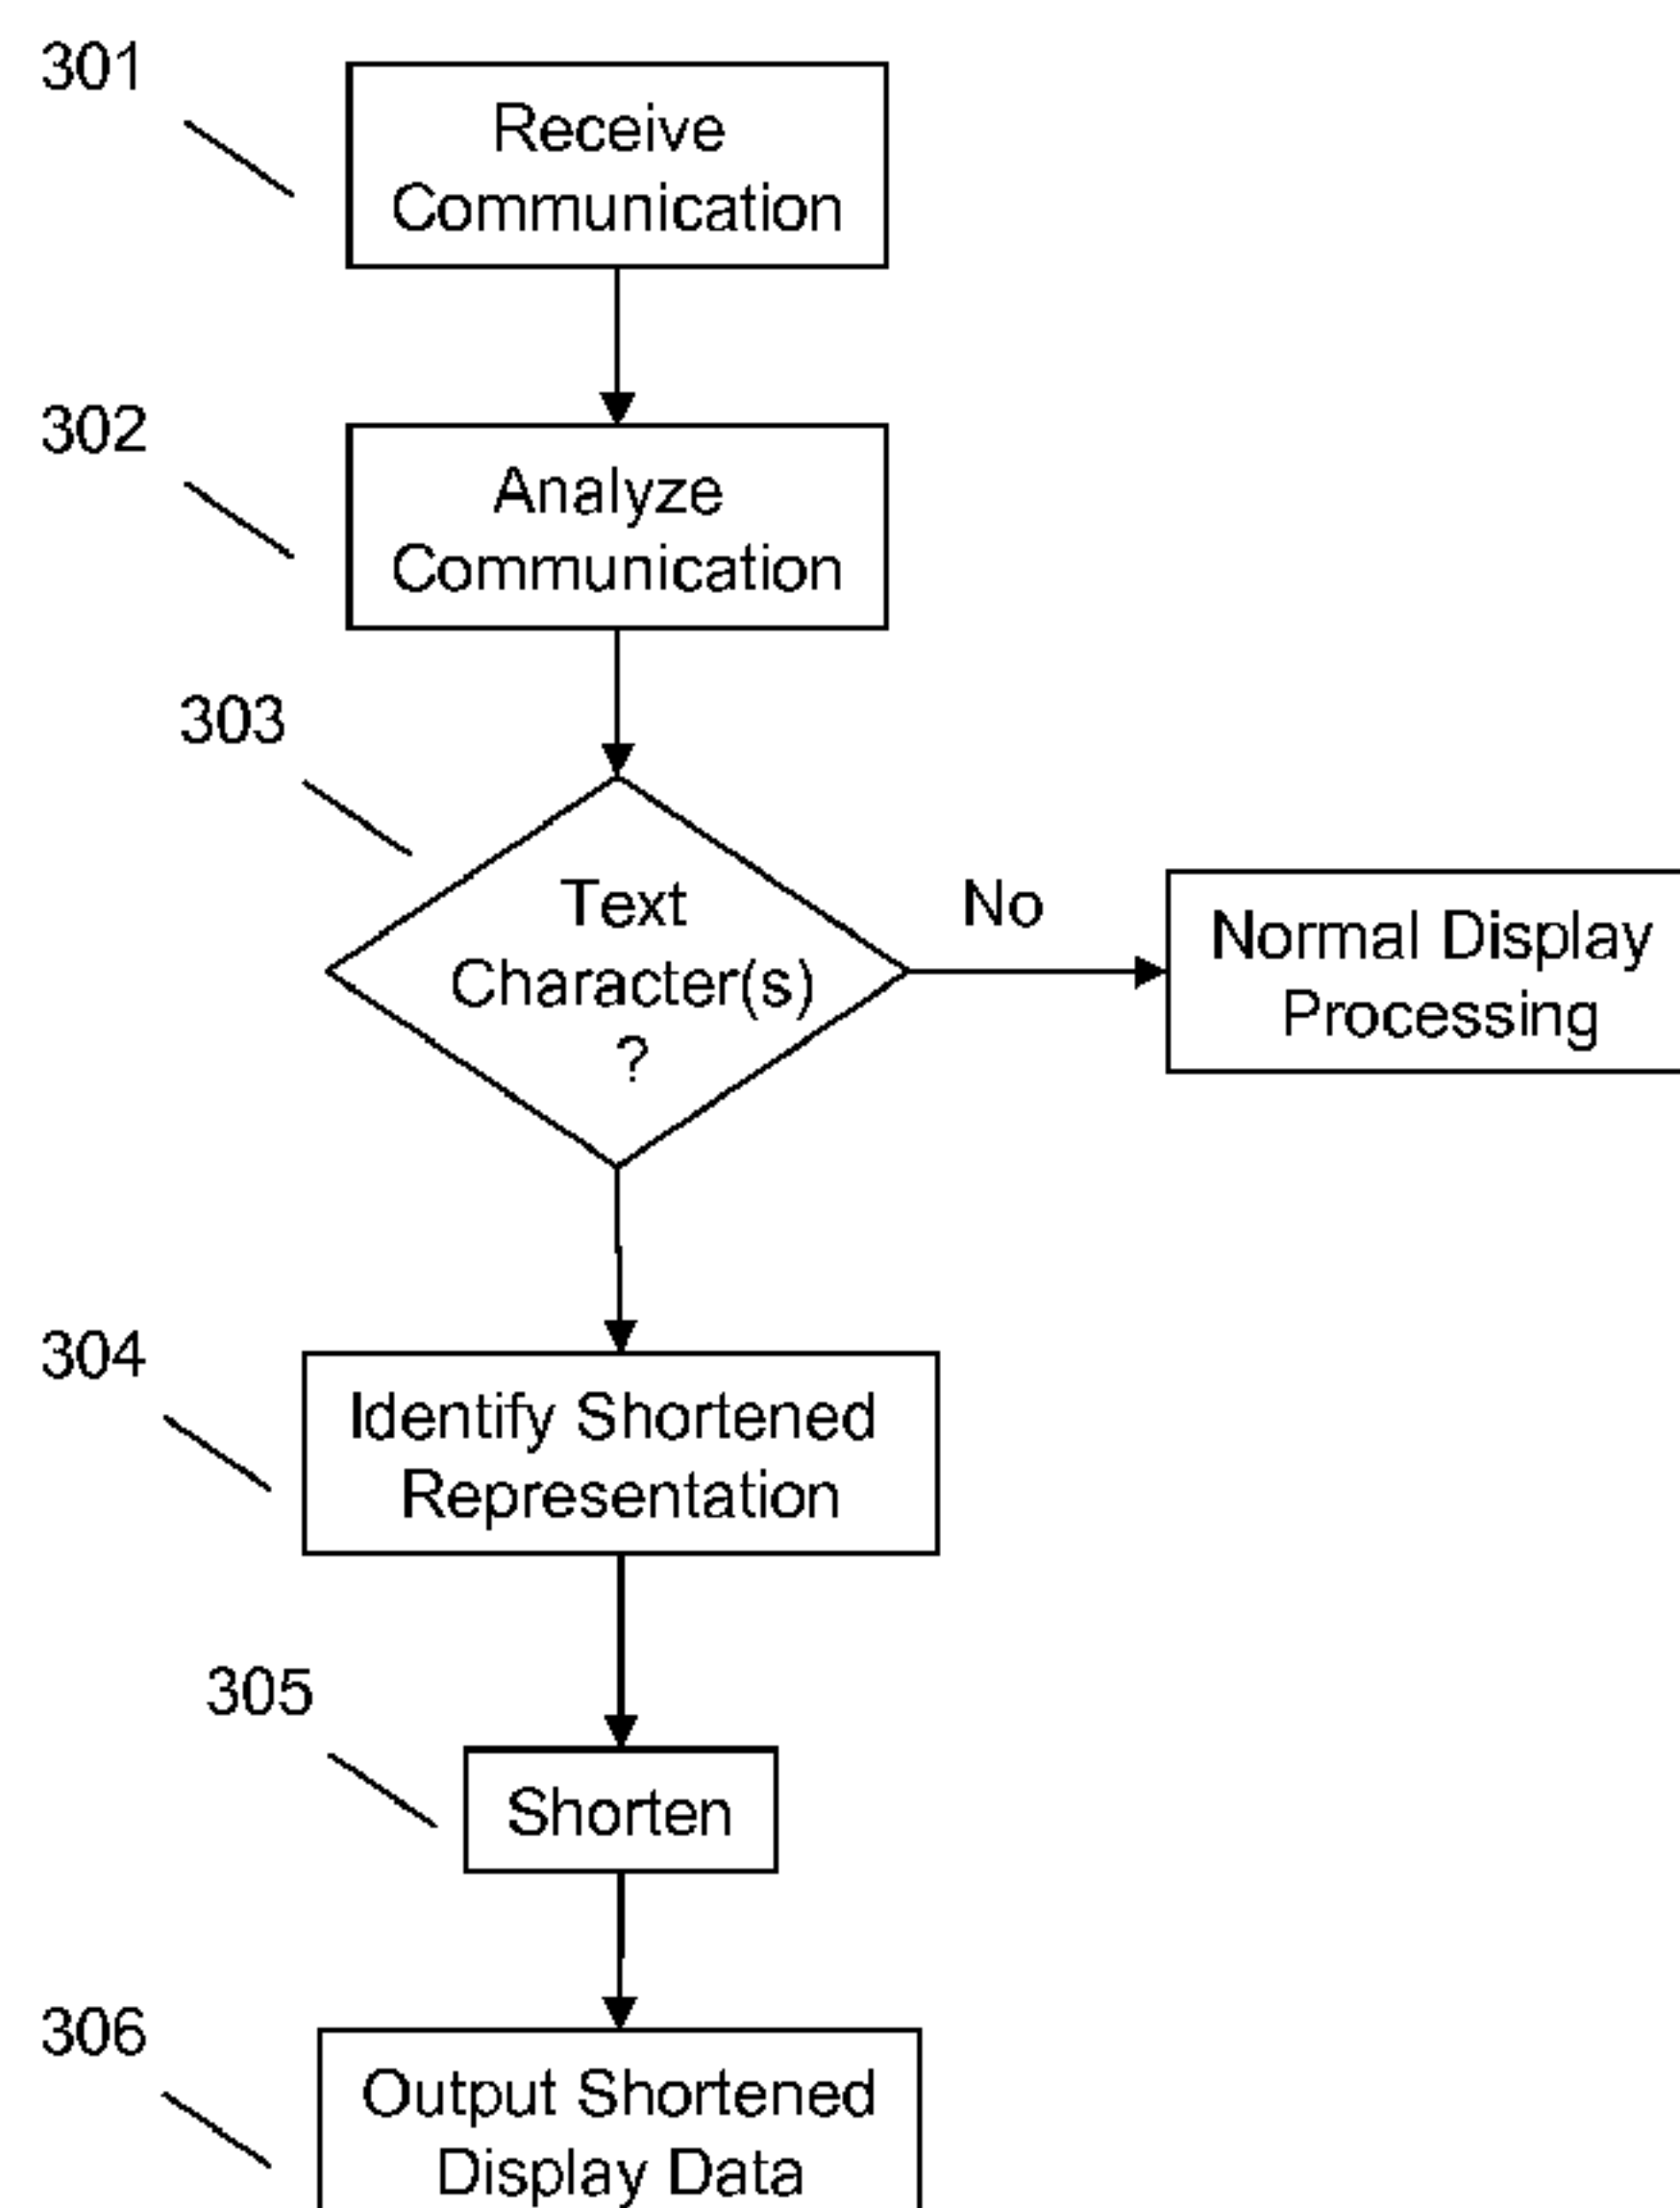 301
Receive
Communication
302
Analyze
Communication
303
Text
Character(s)
?
No
Normal Display
Processing
304
Identify Shortened
Representation
305
Shorten
306
Output Shortened
Display Data